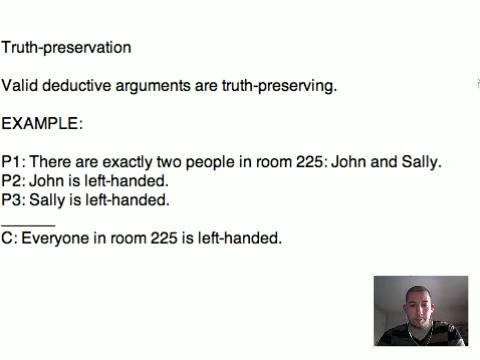 Truth-preservation
Valid deductive arguments are truth-preserving.
EXAMPLE:
P1: There are exactly two people in room 225: John and Sally.
P2: John is left-handed.
P3: Sally is left-handed.
C: Everyone in room 225 is left-handed.